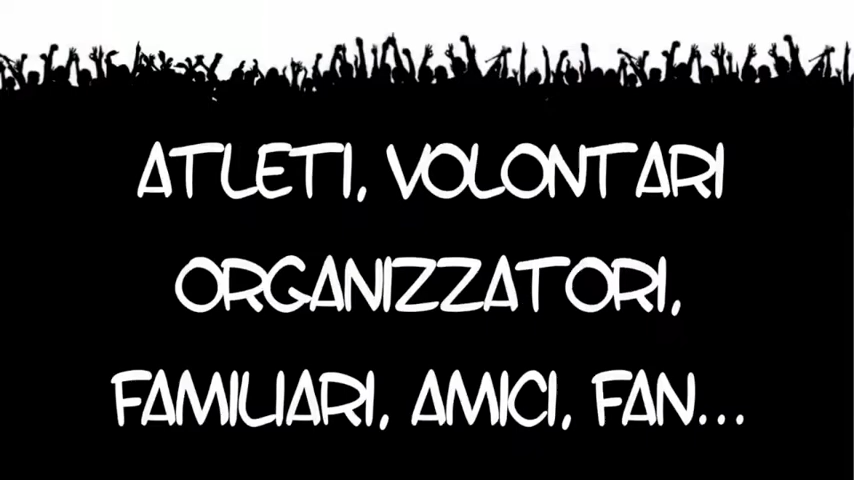 ATLETI, VOLONTARI
ORGANIZZATORI,
FAMILIARI, AMICI, FAN...